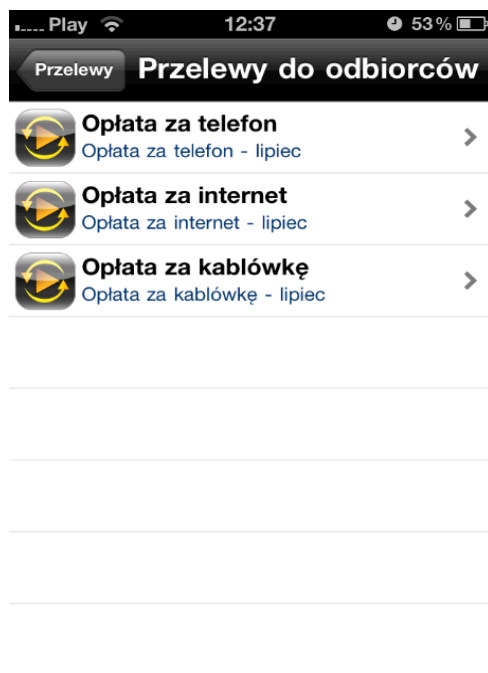 Play 12:37 53%
Przelewy Przelewy do odbiorców
Opłata za telefon
Opłata za telefon - lipiec
Opłata za internet
Opłata za internet - lipiec
Opłata za kablówkę
Opłata za kablówkę - lipiec